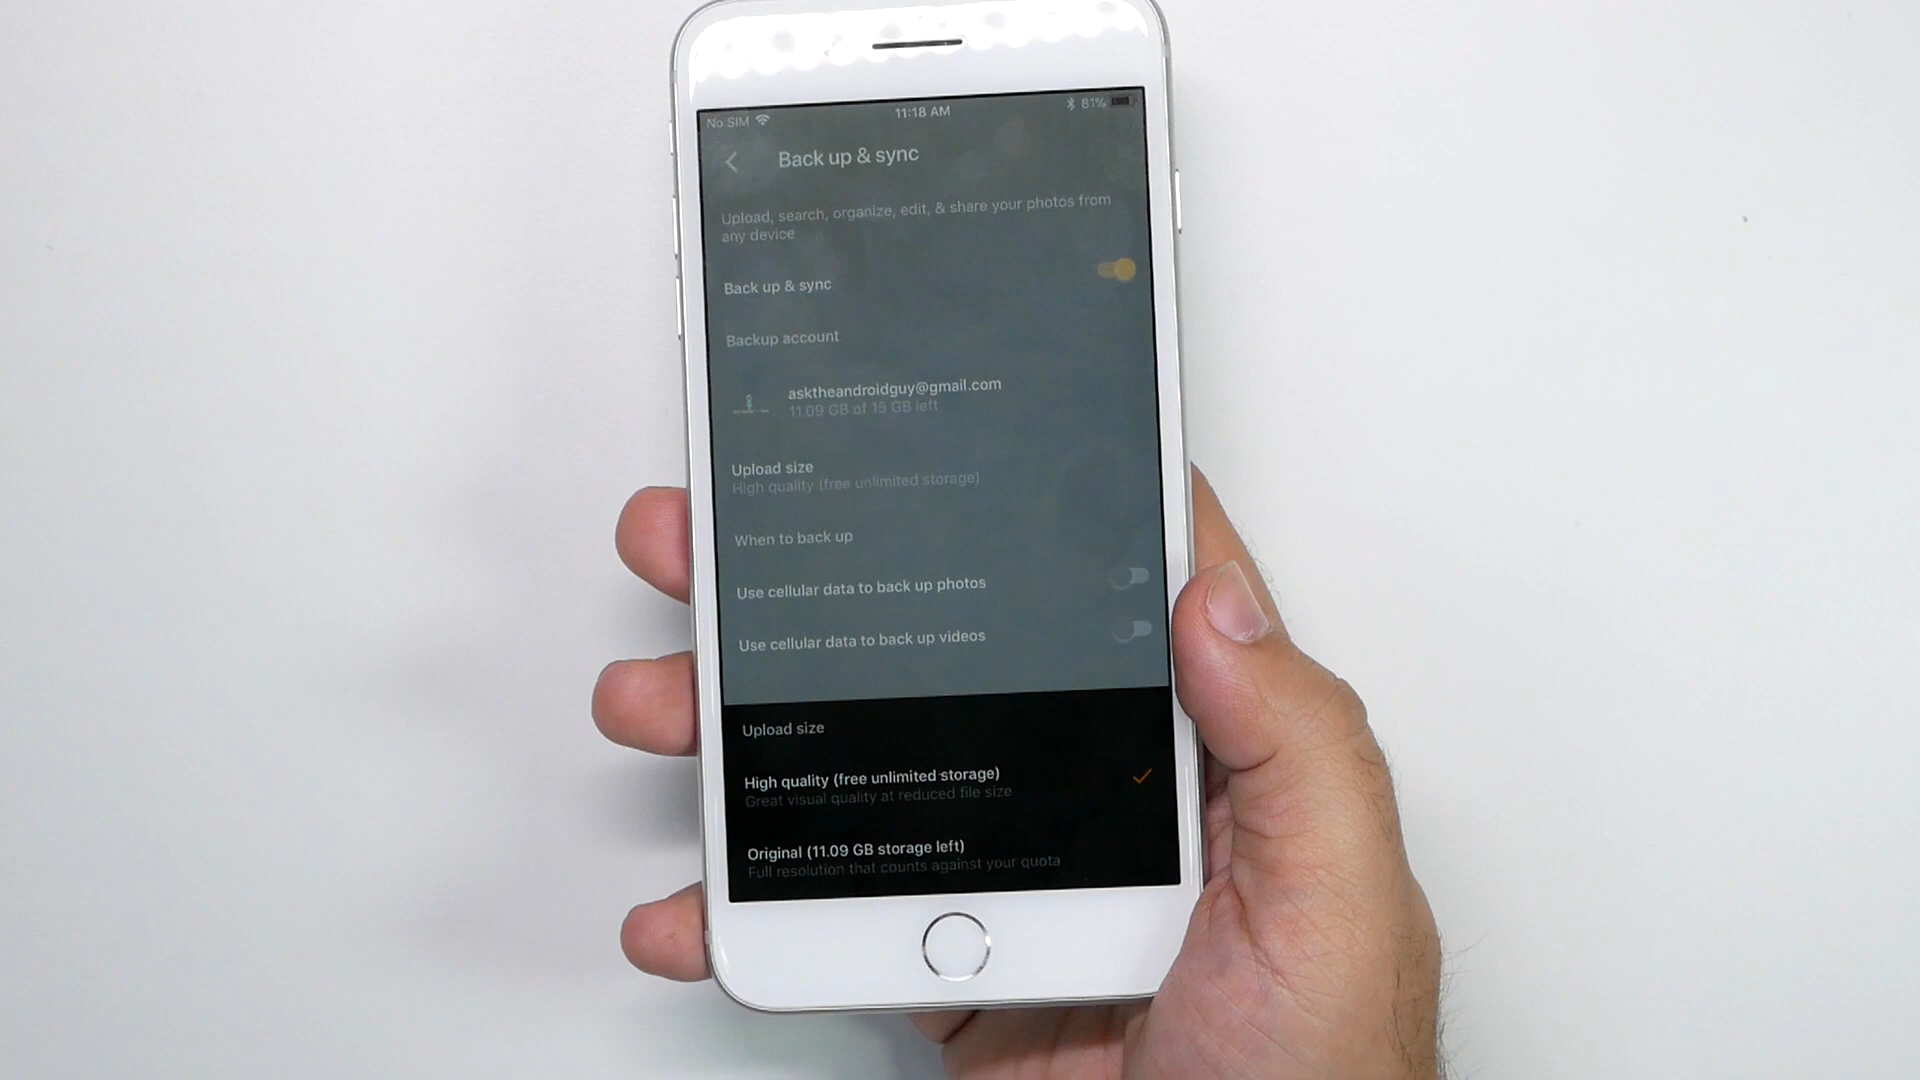 No SIM 11:18 AM 81%
Back up & sync
Upload, search, organize, edit, & share your photos from
any device
Back up & sync
Backup account
asktheandroidguy@gmail.com
11.09 GB of 15 GB left
Upload size
High quality (free unlimited storage)
When to back up
Use cellular data to back up photos
Use cellular data to back up videos
Upload size
High quality (free unlimited storage)
Great visual quality at reduced file size
Original (11.09 GB storage left)
Full resolution that counts against your quota